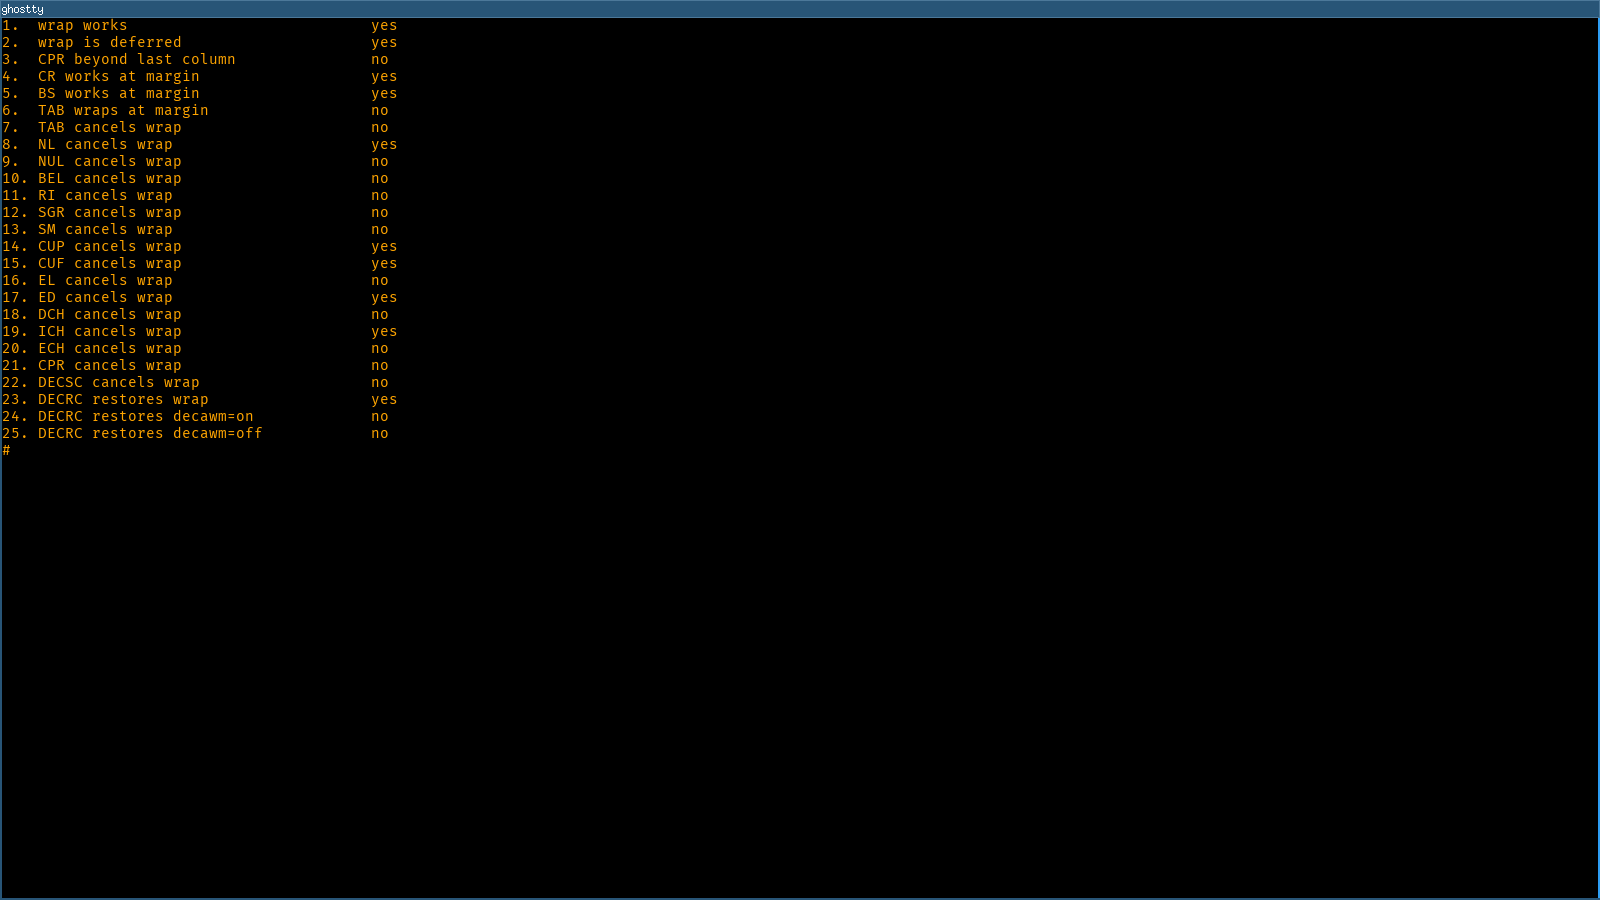 ghostty
1.  wrap works                           yes
2.  wrap is deferred                     yes
3.  CPR beyond last column               no
4.  CR works at margin                   yes
5.  BS works at margin                   yes
6.  TAB wraps at margin                  no
7.  TAB cancels wrap                     no
8.  NL cancels wrap                      yes
9.  NUL cancels wrap                     no
10. BEL cancels wrap                     no
11. RI cancels wrap                      no
12. SGR cancels wrap                     no
13. SM cancels wrap                      no
14. CUP cancels wrap                     yes
15. CUF cancels wrap                     yes
16. EL cancels wrap                      no
17. ED cancels wrap                      yes
18. DCH cancels wrap                     no
19. ICH cancels wrap                     yes
20. ECH cancels wrap                     no
21. CPR cancels wrap                     no
22. DECSC cancels wrap                   no
23. DECRC restores wrap                  yes
24. DECRC restores decawm=on             no
25. DECRC restores decawm=off            no
#